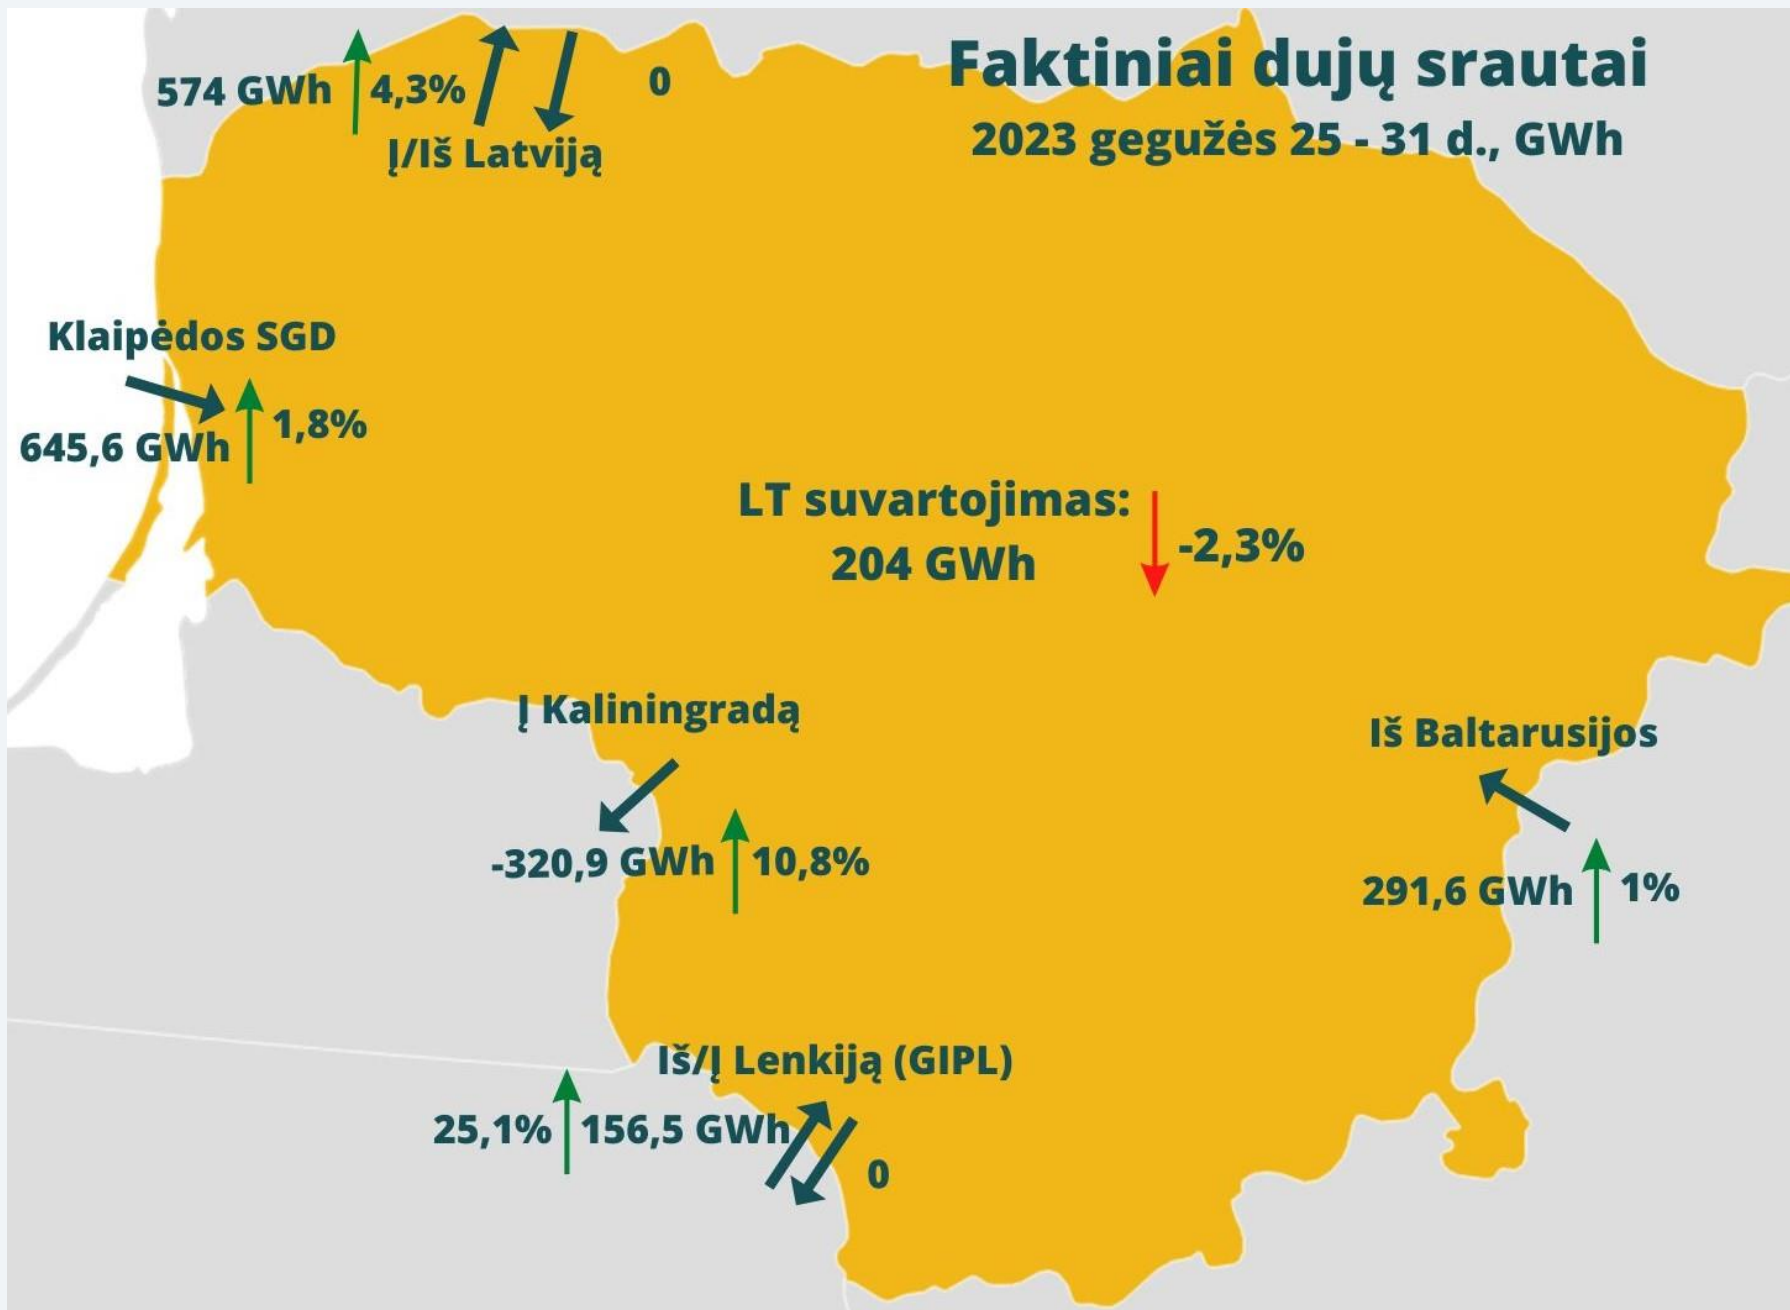 Faktiniai dujų srautai
2023 gegužės 25 - 31 d., GWh
574 GWh 4,3% 0
Į/Iš Latviją
Klaipėdos SGD
645,6 GWh 1,8%
LT suvartojimas:
204 GWh -2,3%
Į Kaliningradą
-320,9 GWh 10,8%
Iš Baltarusijos
291,6 GWh 1%
Iš/Į Lenkiją (GIPL)
25,1% 156,5 GWh
0